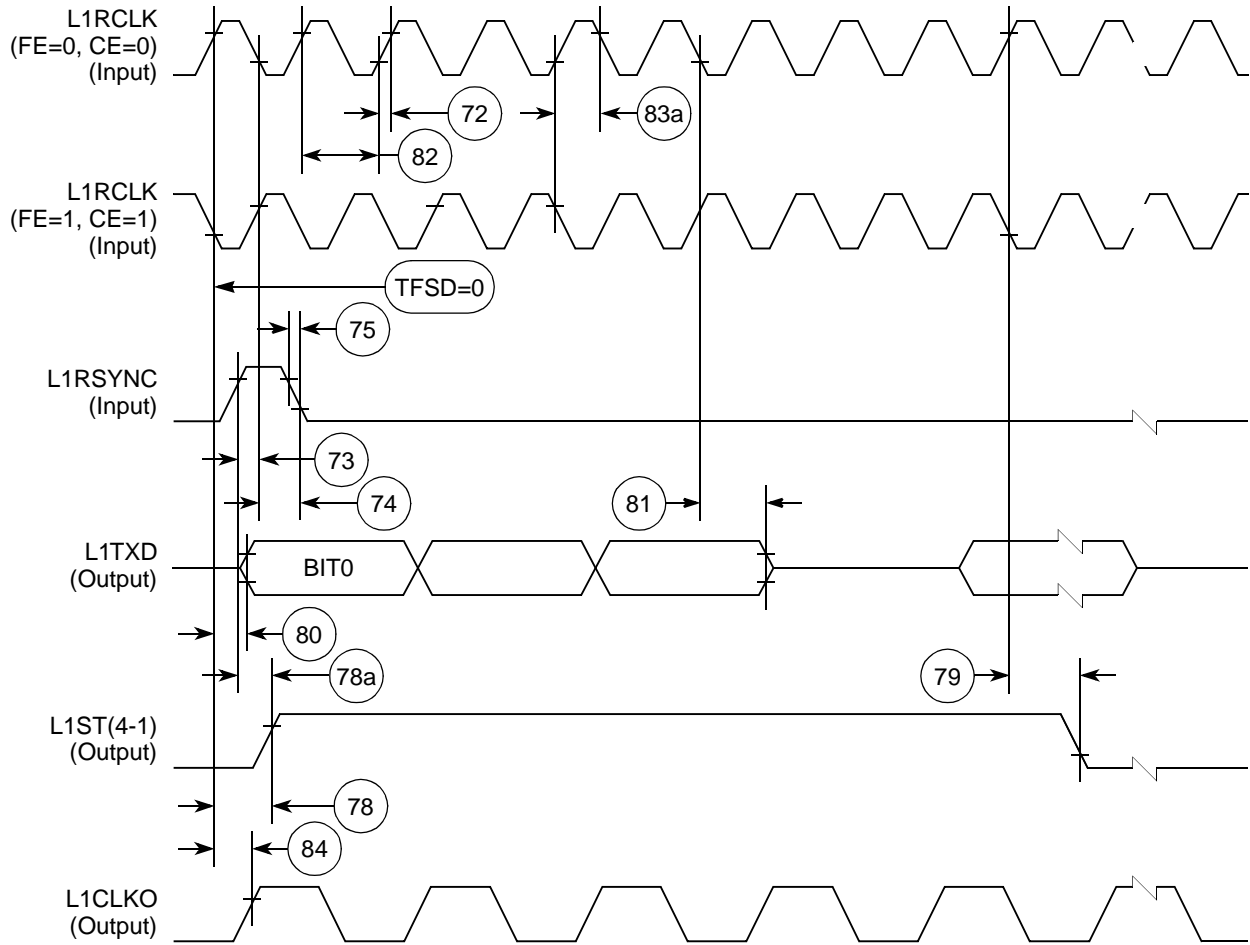 L1RCLK
(FE=0, CE=0)
(Input)
72
83a
82
L1RCLK
(FE=1, CE=1)
(Input)
TFSD=0
75
L1RSYNC
(Input)
73
74
81
L1TXD
(Output)
BIT0
80
78a
79
L1ST(4-1)
(Output)
78
84
L1CLKO
(Output)